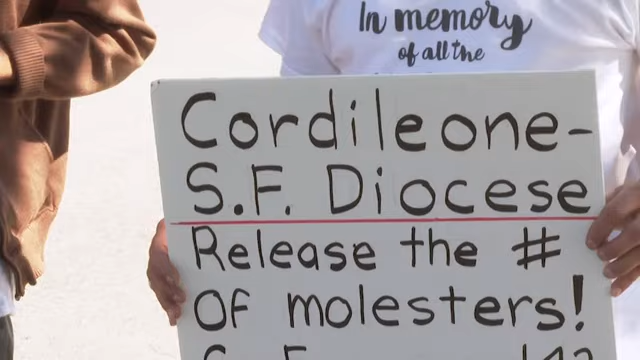 In memory
of all the
Cordileone-
S.F. Diocese
Release the #
OF molesters!